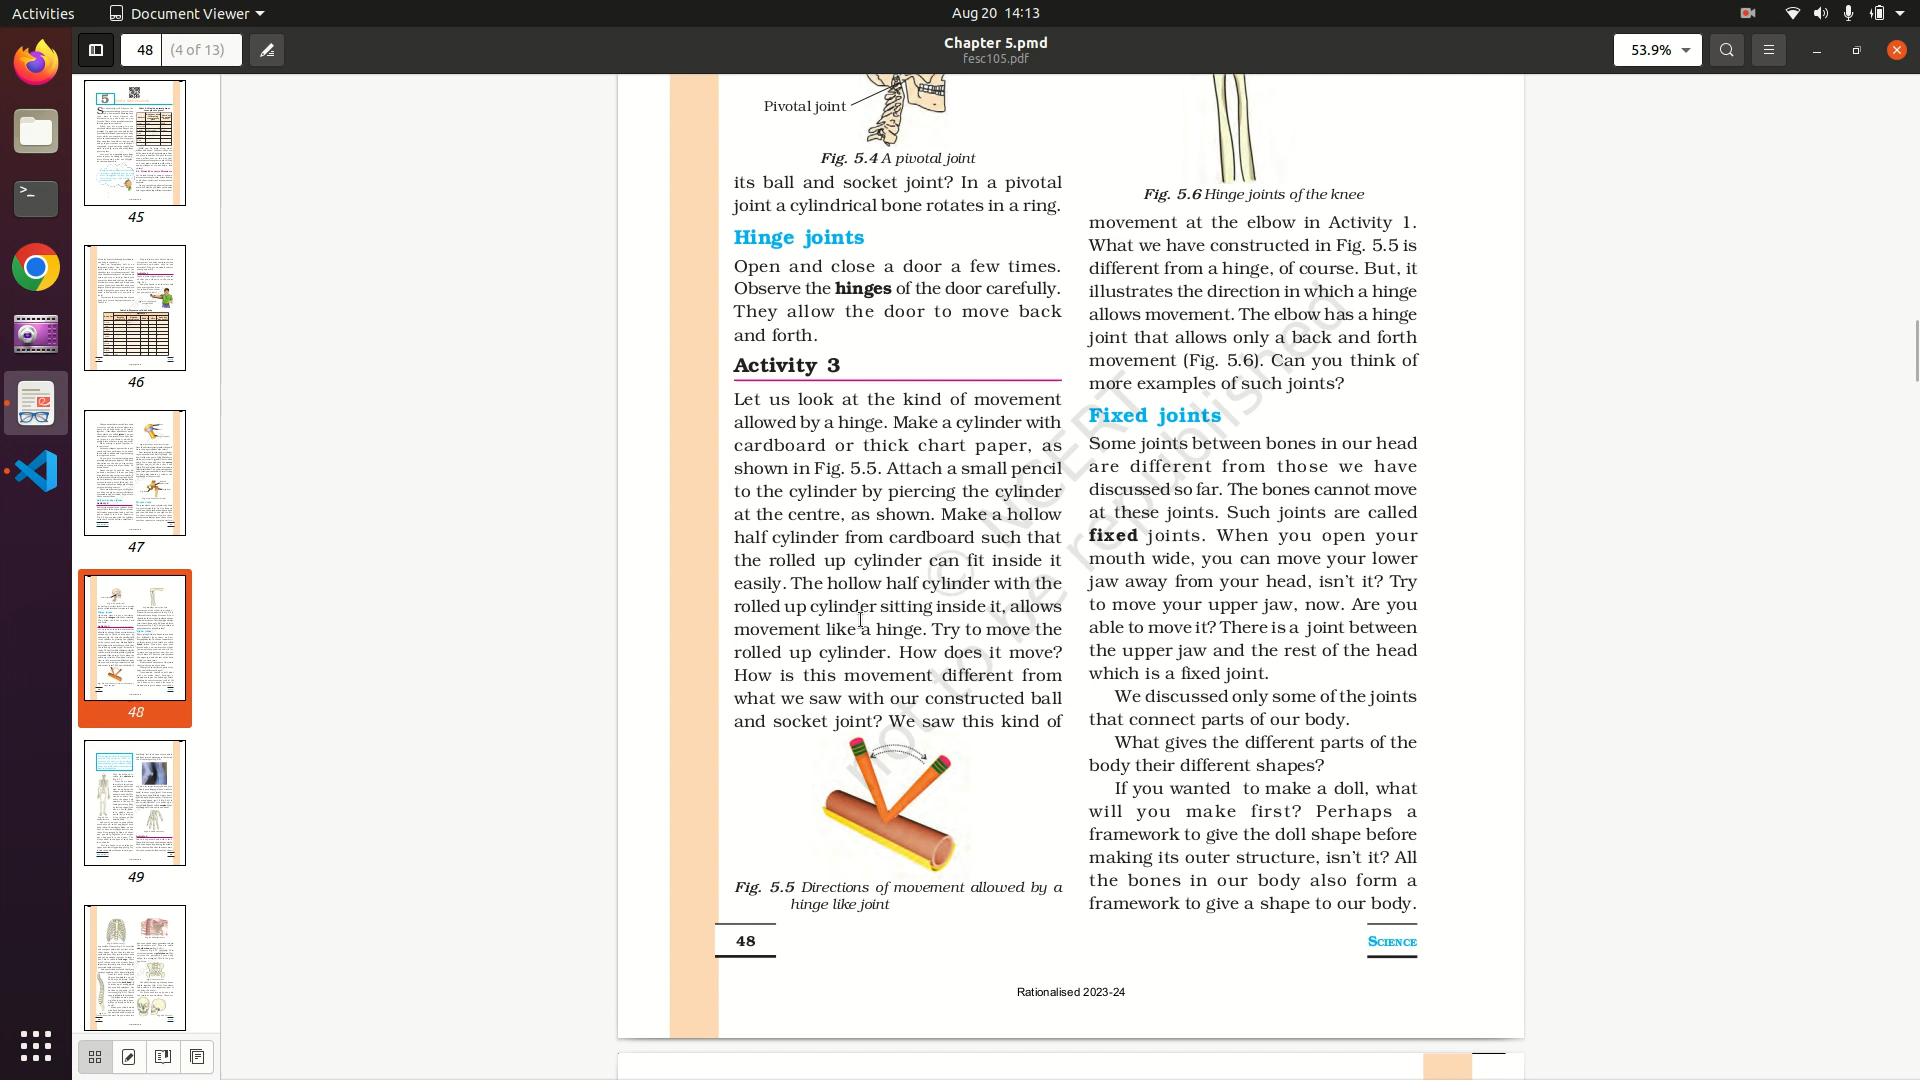 Activities
Document Viewer
Aug 20 14:13
48
(4 of 13)
Chapter 5.pmd
fesc105.pdf
53.9%
5
45
46
47
48
49
Pivotal joint
Fig. 5.4 A pivotal joint
its ball and socket joint? In a pivotal
joint a cylindrical bone rotates in a ring.
Hinge joints
Open and close a door a few times.
Observe the hinges of the door carefully.
They allow the door to move back
and forth.
Activity 3
Let us look at the kind of movement
allowed by a hinge. Make a cylinder with
cardboard or thick chart paper, as
shown in Fig. 5.5. Attach a small pencil
to the cylinder by piercing the cylinder
at the centre, as shown. Make a hollow
half cylinder from cardboard such that
the rolled up cylinder can fit inside it
easily. The hollow half cylinder with the
rolled up cylinder sitting inside it, allows
movement like a hinge. Try to move the
rolled up cylinder. How does it move?
How is this movement different from
what we saw with our constructed ball
and socket joint? We saw this kind of
Fig. 5.5 Directions of movement allowed by a
hinge like joint
48
Fig. 5.6 Hinge joints of the knee
movement at the elbow in Activity 1.
What we have constructed in Fig. 5.5 is
different from a hinge, of course. But, it
illustrates the direction in which a hinge
allows movement. The elbow has a hinge
joint that allows only a back and forth
movement (Fig. 5.6). Can you think of
more examples of such joints?
Fixed joints
Some joints between bones in our head
are different from those we have
discussed so far. The bones cannot move
at these joints. Such joints are called
fixed joints. When you open your
mouth wide, you can move your lower
jaw away from your head, isn't it? Try
to move your upper jaw, now. Are you
able to move it? There is a joint between
the upper jaw and the rest of the head
which is a fixed joint.
We discussed only some of the joints
that connect parts of our body.
What gives the different parts of the
body their different shapes?
If you wanted to make a doll, what
will you make first? Perhaps a
framework to give the doll shape before
making its outer structure, isn't it? All
the bones in our body also form a
framework to give a shape to our body.
SCIENCE
Rationalised 2023-24
© NCERT
not to be republished